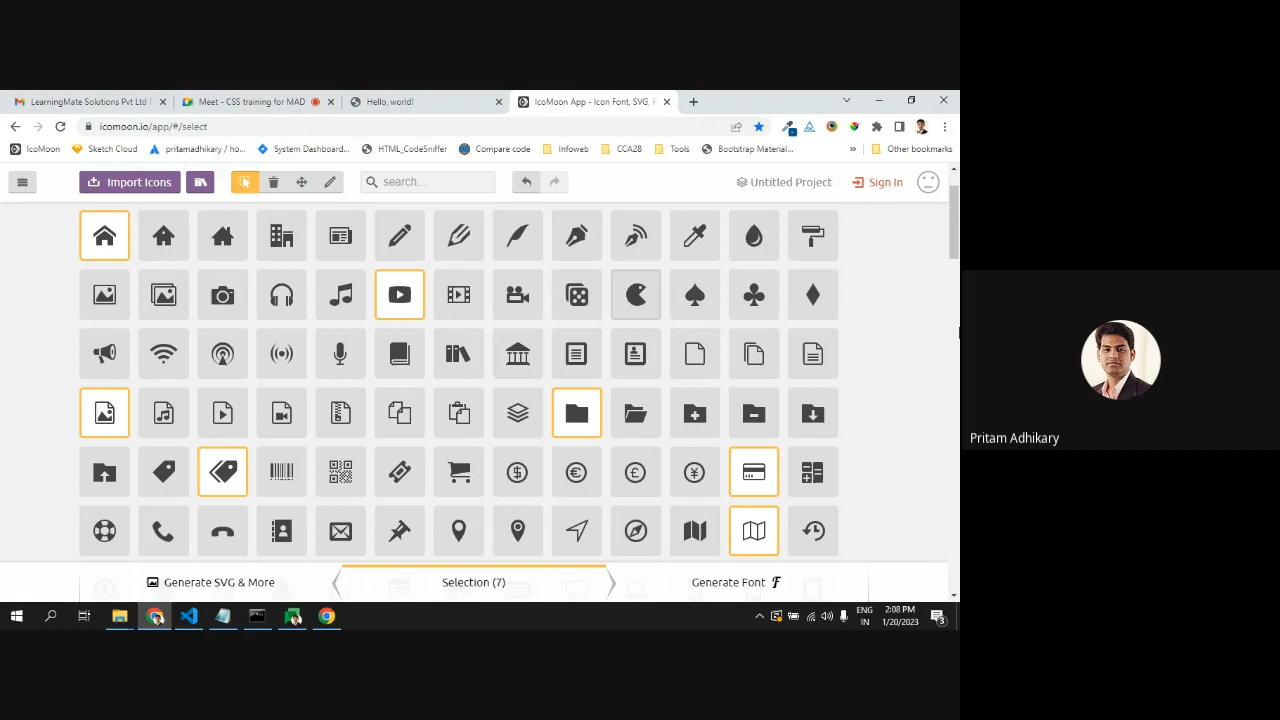 LearningMate Solutions Pvt Ltd
Meet - CSS training for MAD
Hello, world!
IcoMoon App - Icon Font, SVG,
icomoon.io/app/#/select
IcoMoon
Sketch Cloud
pritamadhikary / ho...
System Dashboard...
HTML_CodeSniffer
Compare code
Infoweb
CCA28
Tools
Bootstrap Material...
»
Other bookmarks
Import Icons
search...
Untitled Project
Sign In
Generate SVG & More
Selection (7)
Generate Font
ENG
IN
2:08 PM
1/20/2023
3
Pritam Adhikary